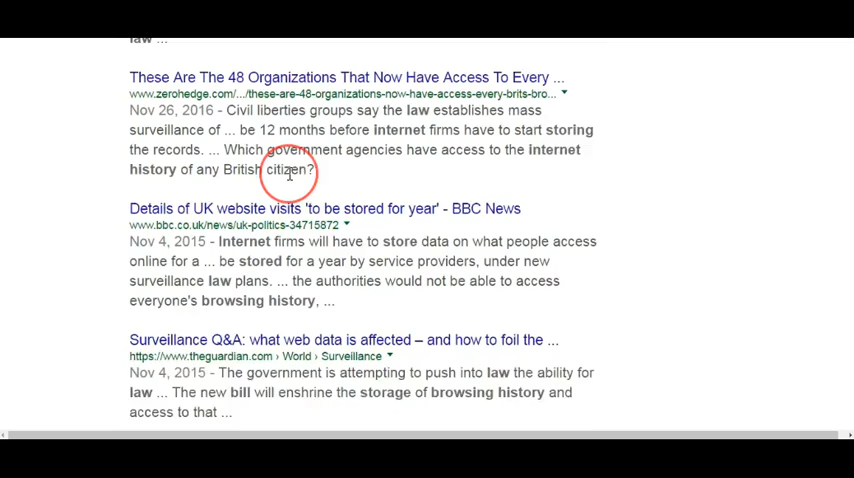 law ...
These Are The 48 Organizations That Now Have Access To Every ...
www.zerohedge.com/.../these-are-48-organizations-now-have-access-every-brits-bro...
Nov 26, 2016 - Civil liberties groups say the law establishes mass
surveillance of ... be 12 months before internet firms have to start storing
the records. ... Which government agencies have access to the internet
history of any British citizen?
Details of UK website visits 'to be stored for year' - BBC News
www.bbc.co.uk/news/uk-politics-34715872
Nov 4, 2015 - Internet firms will have to store data on what people access
online for a ... be stored for a year by service providers, under new
surveillance law plans. ... the authorities would not be able to access
everyone's browsing history, ...
Surveillance Q&A: what web data is affected – and how to foil the ...
https://www.theguardian.com › World › Surveillance
Nov 4, 2015 - The government is attempting to push into law the ability for
law ... The new bill will enshrine the storage of browsing history and
access to that ...